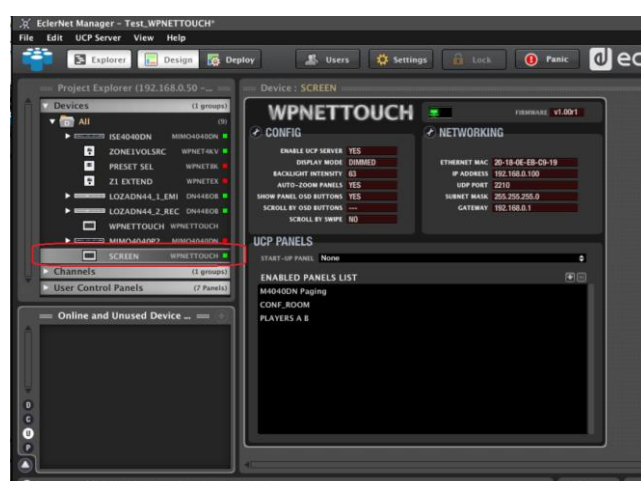 EclerNet Manager - Test_WPNETTOUCH*
File Edit UCP Server View Help
Explorer Design Deploy Users Settings Lock Panic ec
Project Explorer (192.168.0.50 -...
Devices (1 groups)
All (9)
ISE4040DN MIMO4040DN
ZONE1VOLSRC WPNET4KV
PRESET SEL WPNET8K
Z1 EXTEND WPNETEX
LOZADN44_1_EMI DN44BOB
LOZADN44_2_REC DN44BOB
WPNETTOUCH WPNETTOUCH
MIMO4040P2 MIMO4040DN
SCREEN WPNETTOUCH
Channels (1 groups)
User Control Panels (7 Panels)
Online and Unused Device ...
B
C
U
P
Device : SCREEN
WPNETTOUCH FIRMWARE v1.00r1
CONFIG
ENABLE UCP SERVER YES
DISPLAY MODE DIMMED
BACKLIGHT INTENSITY 63
AUTO-ZOOM PANELS YES
SHOW PANEL OSD BUTTONS YES
SCROLL BY OSD BUTTONS ---
SCROLL BY SWIPE NO
NETWORKING
ETHERNET MAC 20-18-0E-EB-C9-19
IP ADDRESS 192.168.0.100
UDP PORT 2210
SUBNET MASK 255.255.255.0
GATEWAY 192.168.0.1
UCP PANELS
START-UP PANEL None
ENABLED PANELS LIST
M4040DN Paging
CONF_ROOM
PLAYERS A B